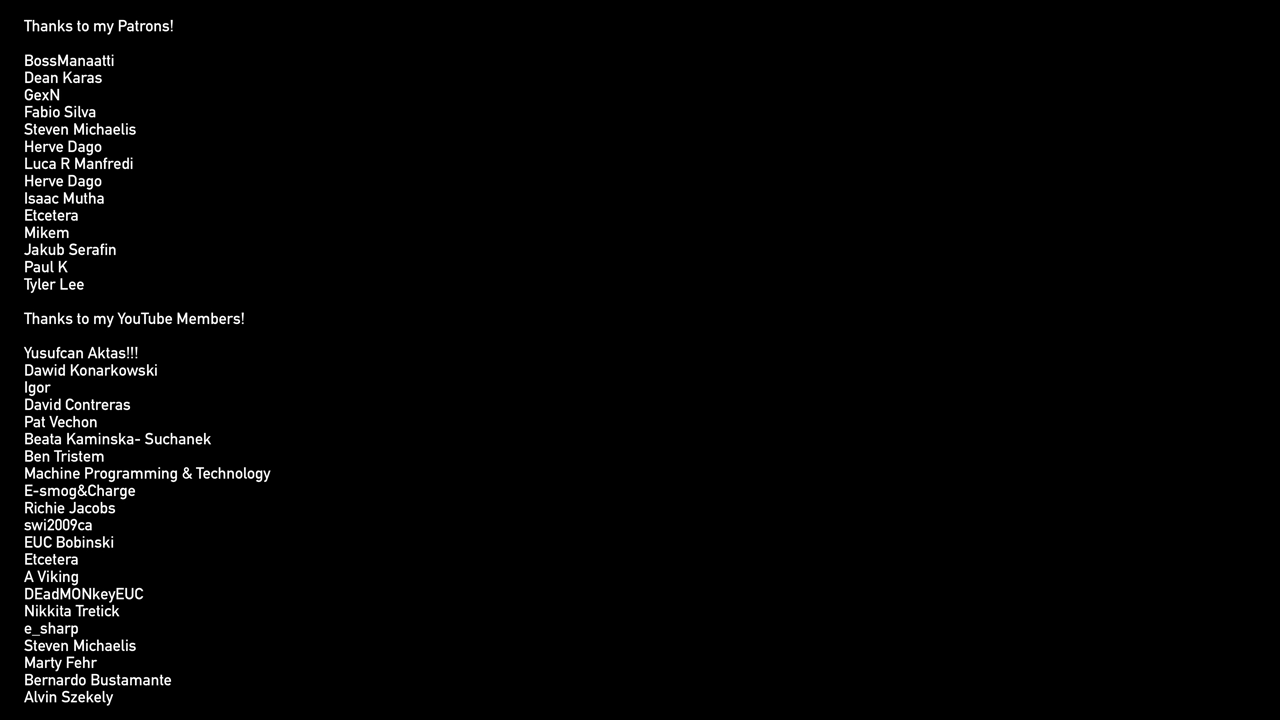 Thanks to my Patrons!
BossManaatti
Dean Karas
GexN
Fabio Silva
Steven Michaelis
Herve Dago
Luca R Manfredi
Herve Dago
Isaac Mutha
Etcetera
Mikem
Jakub Serafin
Paul K
Tyler Lee
Thanks to my YouTube Members!
Yusufcan Aktas!!!
Dawid Konarkowski
Igor
David Contreras
Pat Vechon
Beata Kaminska- Suchanek
Ben Tristem
Machine Programming & Technology
E-smog&Charge
Richie Jacobs
swi2009ca
EUC Bobinski
Etcetera
A Viking
DEadMONkeyEUC
Nikkita Tretick
e_sharp
Steven Michaelis
Marty Fehr
Bernardo Bustamante
Alvin Szekely